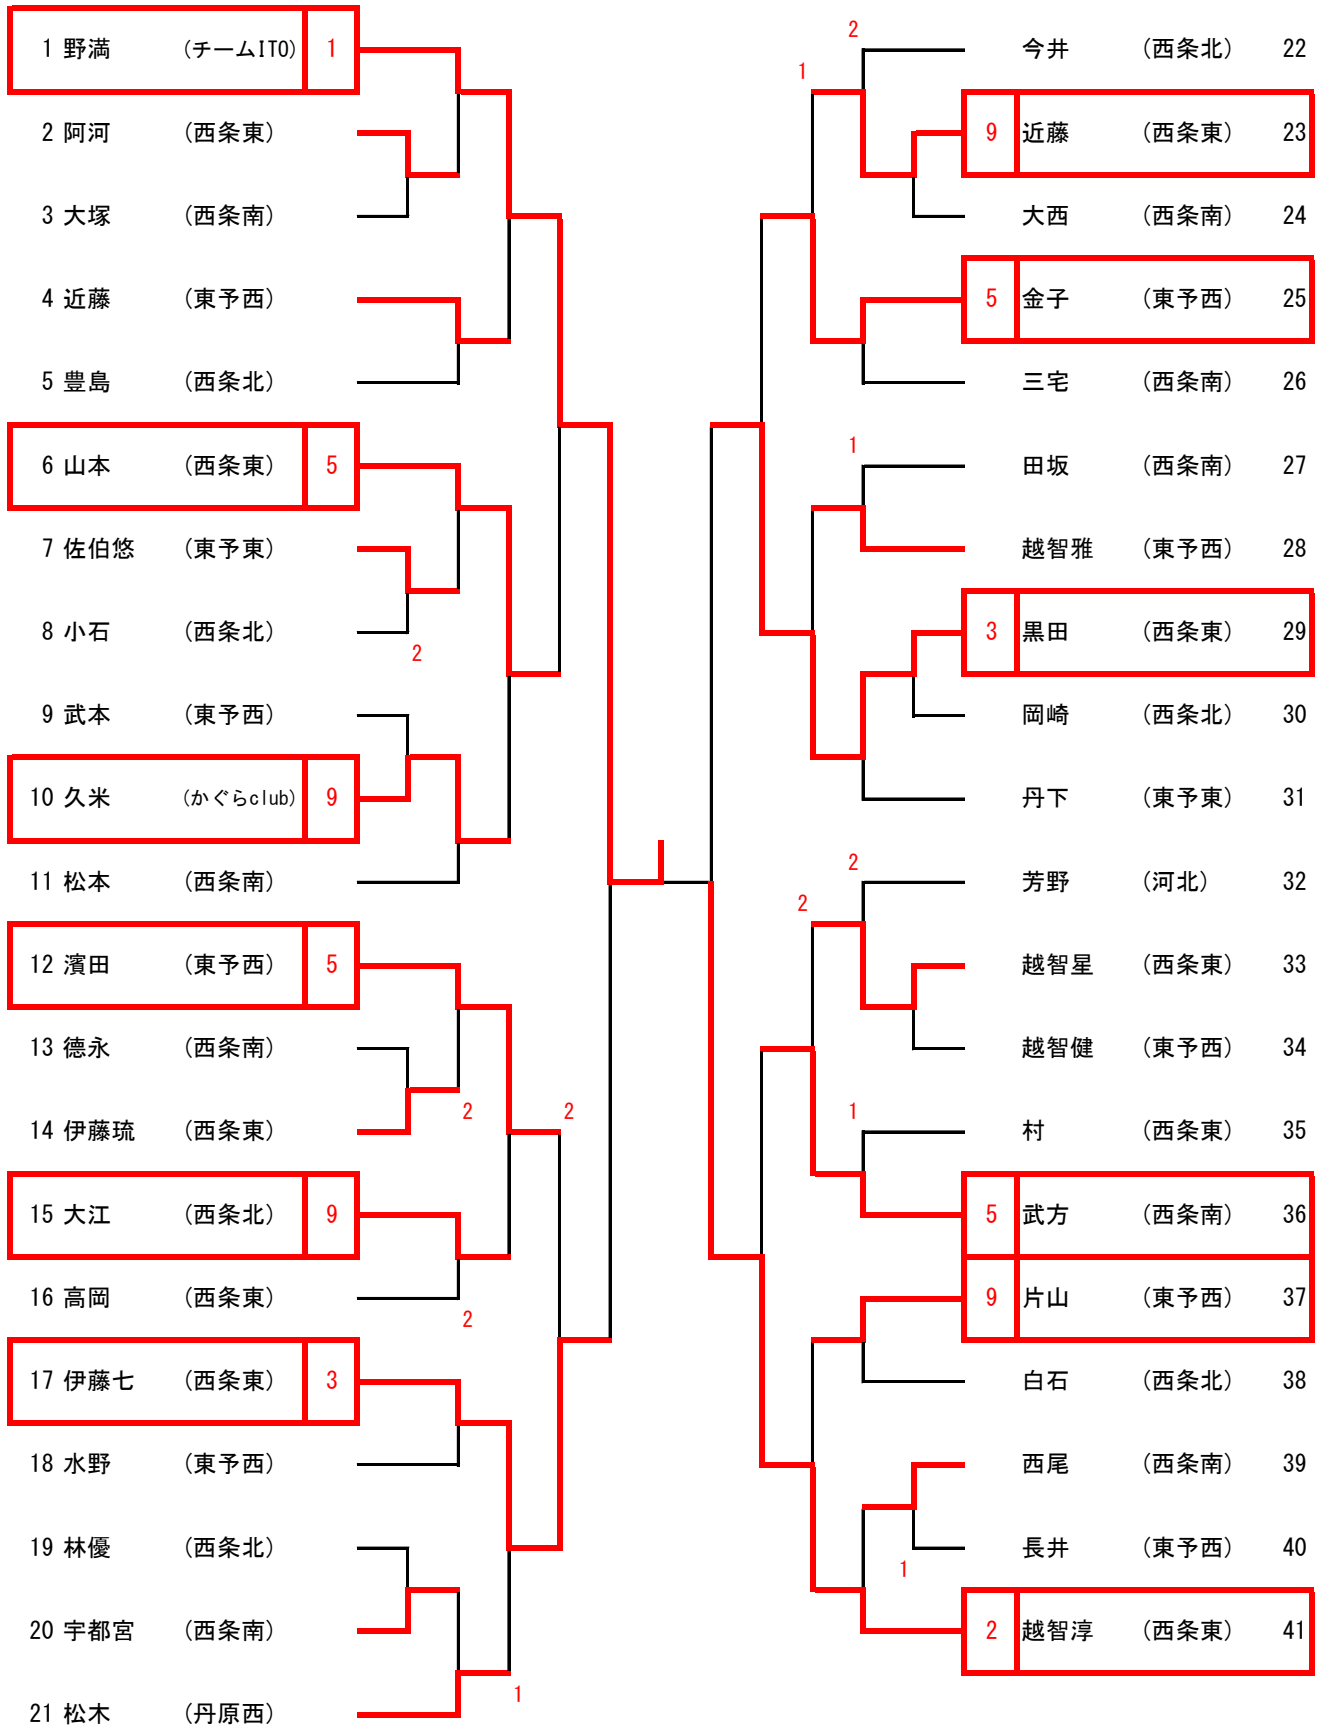 1 野満 (チームITO) 1
2 阿河 (西条東)
3 大塚 (西条南)
4 近藤 (東予西)
5 豊島 (西条北)
6 山本 (西条東) 5
7 佐伯悠 (東予東)
8 小石 (西条北)
2
9 武本 (東予西)
10 久米 (かぐらclub) 9
11 松本 (西条南)
12 濱田 (東予西) 5
13 徳永 (西条南)
2
2
14 伊藤琉 (西条東)
15 大江 (西条北) 9
16 高岡 (西条東)
2
17 伊藤七 (西条東) 3
18 水野 (東予西)
19 林優 (西条北)
20 宇都宮 (西条南)
1
21 松木 (丹原西)
2
今井 (西条北) 22
1
9 近藤 (西条東) 23
大西 (西条南) 24
5 金子 (東予西) 25
三宅 (西条南) 26
1
田坂 (西条南) 27
越智雅 (東予西) 28
3 黒田 (西条東) 29
岡崎 (西条北) 30
丹下 (東予東) 31
2
芳野 (河北) 32
2
越智星 (西条東) 33
越智健 (東予西) 34
1
村 (西条東) 35
5 武方 (西条南) 36
9 片山 (東予西) 37
白石 (西条北) 38
西尾 (西条南) 39
長井 (東予西) 40
1
2 越智淳 (西条東) 41